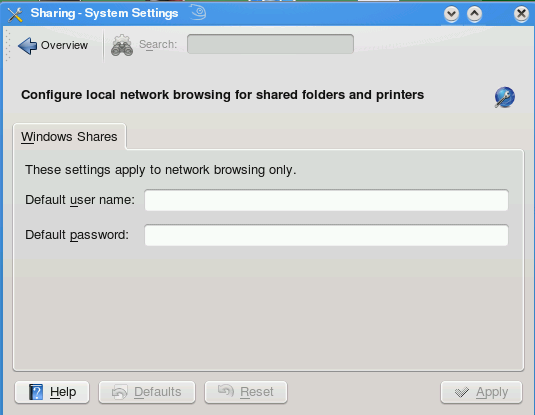 Sharing - System Settings
Overview
Search:
Configure local network browsing for shared folders and printers
Windows Shares
These settings apply to network browsing only.
Default user name:
Default password:
Help
Defaults
Reset
Apply